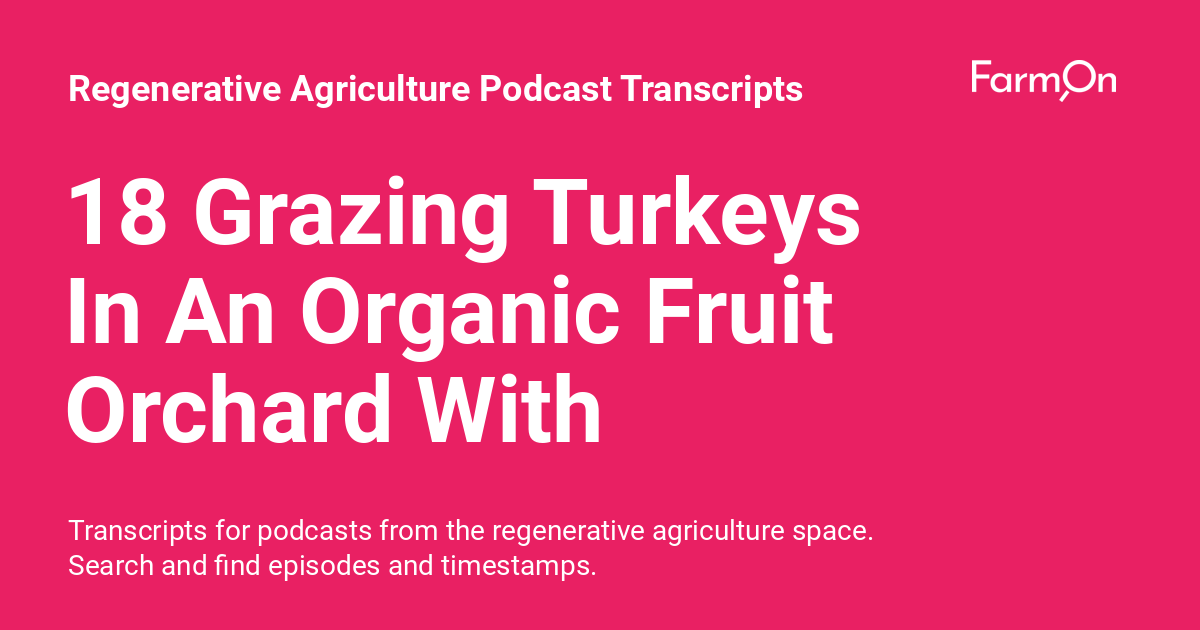 Regenerative Agriculture Podcast Transcripts
FarmOn
18 Grazing Turkeys
In An Organic Fruit
Orchard With
Transcripts for podcasts from the regenerative agriculture space.
Search and find episodes and timestamps.